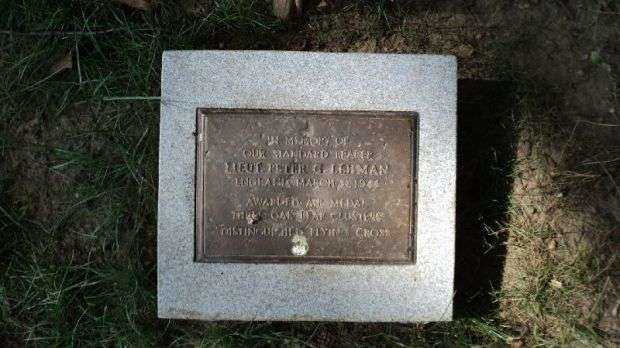 IN MEMORY OF
OUR STANDARD BEARER
LIEUT. PETER G. LEHMAN
ENGLAND, MARCH 1944
AWARDED AIR MEDAL
THREE OAK LEAF CLUSTERS
DISTINGUISHED FLYING CROSS